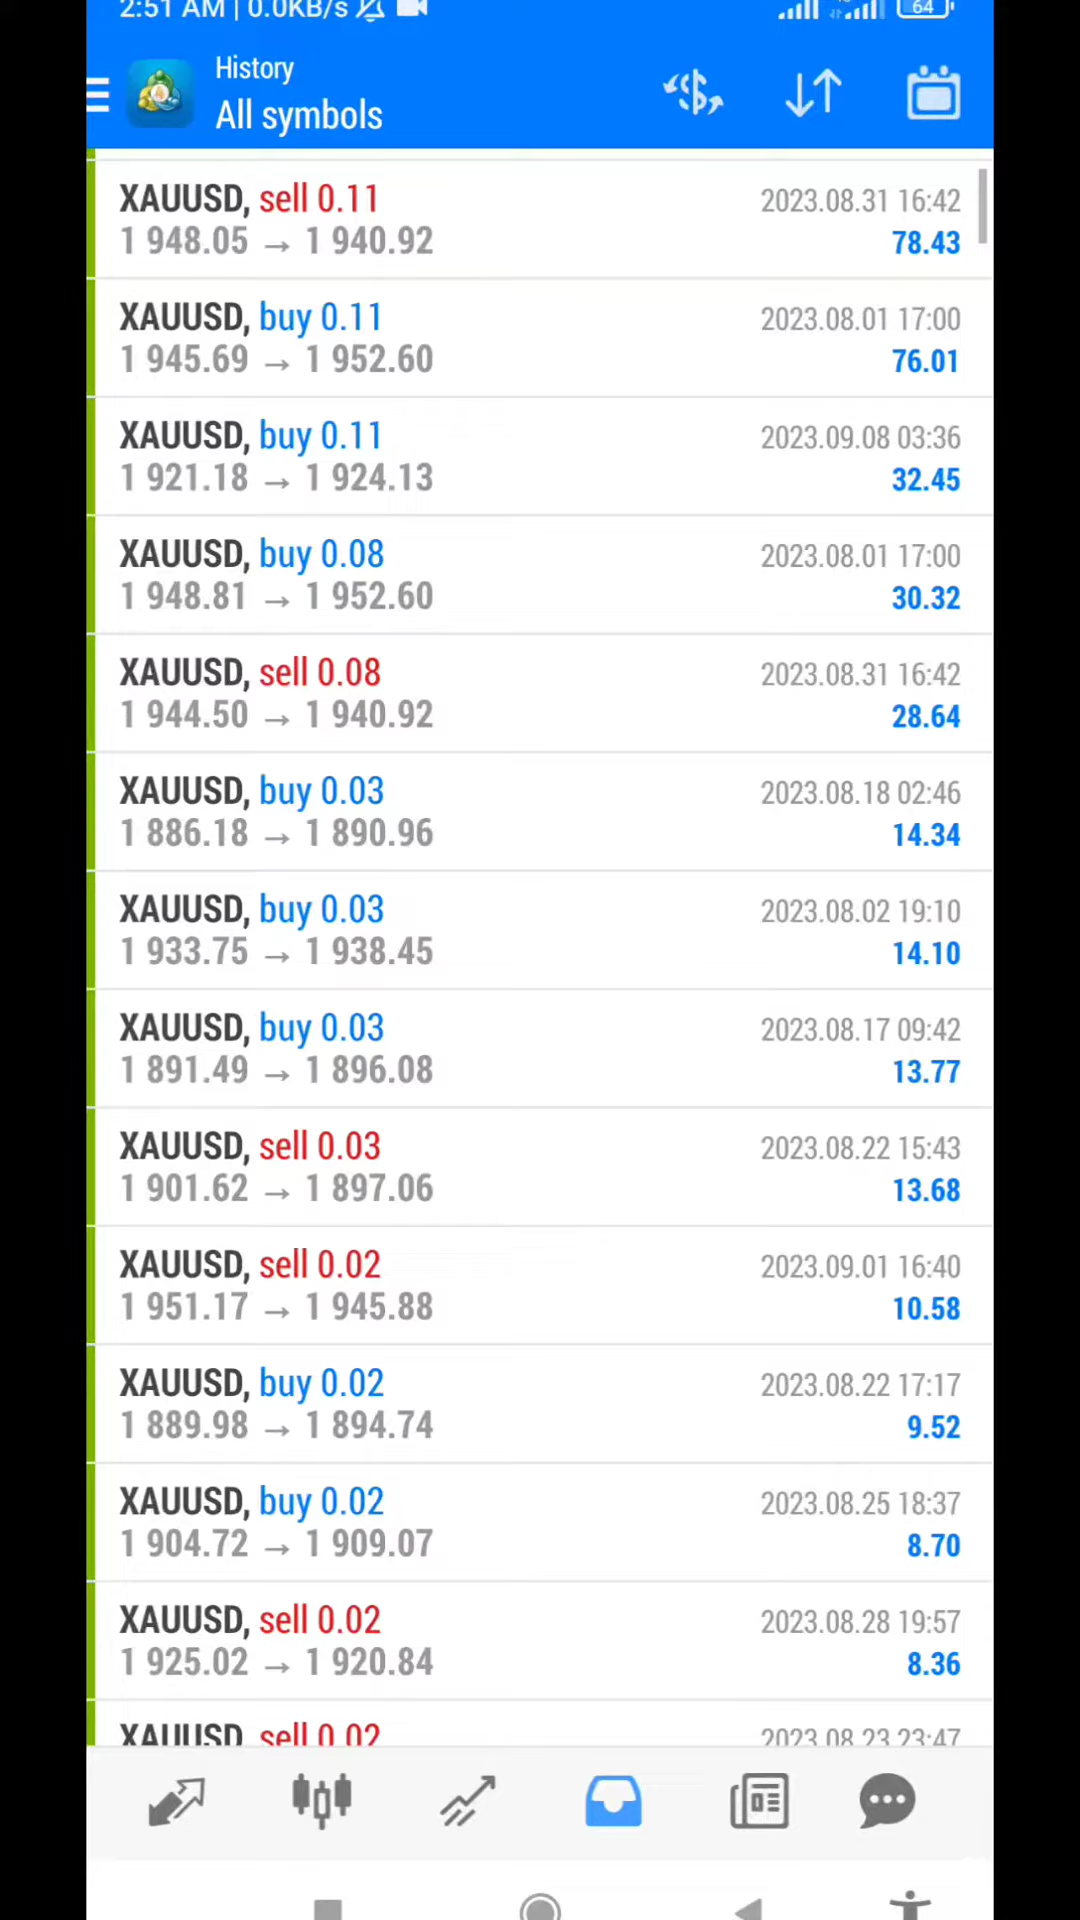 2:51 AM | 0.0KB/s
64
History
All symbols
XAUUSD, sell 0.11 2023.08.31 16:42
1 948.05 → 1 940.92 78.43
XAUUSD, buy 0.11 2023.08.01 17:00
1 945.69 → 1 952.60 76.01
XAUUSD, buy 0.11 2023.09.08 03:36
1 921.18 → 1 924.13 32.45
XAUUSD, buy 0.08 2023.08.01 17:00
1 948.81 → 1 952.60 30.32
XAUUSD, sell 0.08 2023.08.31 16:42
1 944.50 → 1 940.92 28.64
XAUUSD, buy 0.03 2023.08.18 02:46
1 886.18 → 1 890.96 14.34
XAUUSD, buy 0.03 2023.08.02 19:10
1 933.75 → 1 938.45 14.10
XAUUSD, buy 0.03 2023.08.17 09:42
1 891.49 → 1 896.08 13.77
XAUUSD, sell 0.03 2023.08.22 15:43
1 901.62 → 1 897.06 13.68
XAUUSD, sell 0.02 2023.09.01 16:40
1 951.17 → 1 945.88 10.58
XAUUSD, buy 0.02 2023.08.22 17:17
1 889.98 → 1 894.74 9.52
XAUUSD, buy 0.02 2023.08.25 18:37
1 904.72 → 1 909.07 8.70
XAUUSD, sell 0.02 2023.08.28 19:57
1 925.02 → 1 920.84 8.36
XAUUSD, sell 0.02 2023.08.23 23:47